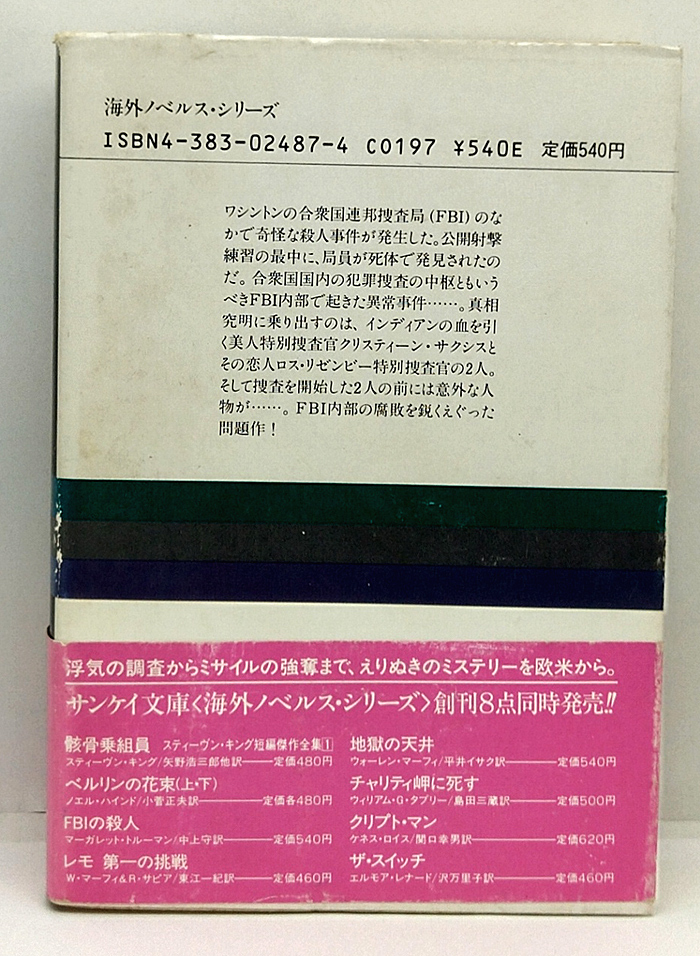 海外ノベルス・シリーズ
ISBN4-383-02487-4 C0197 ¥540E 定価540円
ワシントンの合衆国連邦捜査局(FBI)のな
かで奇怪な殺人事件が発生した。公開射撃
練習の最中に、局員が死体で発見されたの
だ。合衆国国内の犯罪捜査の中枢ともいう
べきFBI内部で起きた異常事件……。真相
究明に乗り出すのは、インディアンの血を引
く美人特別捜査官クリスティーン・サクシスと
その恋人ロス・リゼンビー特別捜査官の2人。
そして捜査を開始した2人の前には意外な人
物が……。FBI内部の腐敗を鋭くえぐった
問題作！
浮気の調査からミサイルの強奪まで、えりぬきのミステリーを欧米から。
サンケイ文庫〈海外ノベルス・シリーズ〉創刊8点同時発売!!
骸骨乗組員 スティーヴン・キング短編傑作全集1
スティーヴン・キング/矢野浩三郎他訳——定価480円
ベルリンの花束(上・下)
ノエル・ハインド/小菅正夫訳——定価各480円
FBIの殺人
マーガレット・トルーマン/中上守訳——定価540円
レモ 第一の挑戦
W・マーフィ&R・サピア/東江一紀訳——定価460円
地獄の天井
ウォーレン・マーフィ/平井イサク訳——定価540円
チャリティ岬に死す
ウィリアム・G・タプリー/島田三蔵訳——定価500円
クリプト・マン
ケネス・ロイス/関口幸男訳——定価620円
ザ・スイッチ
エルモア・レナード/沢万里子訳——定価460円